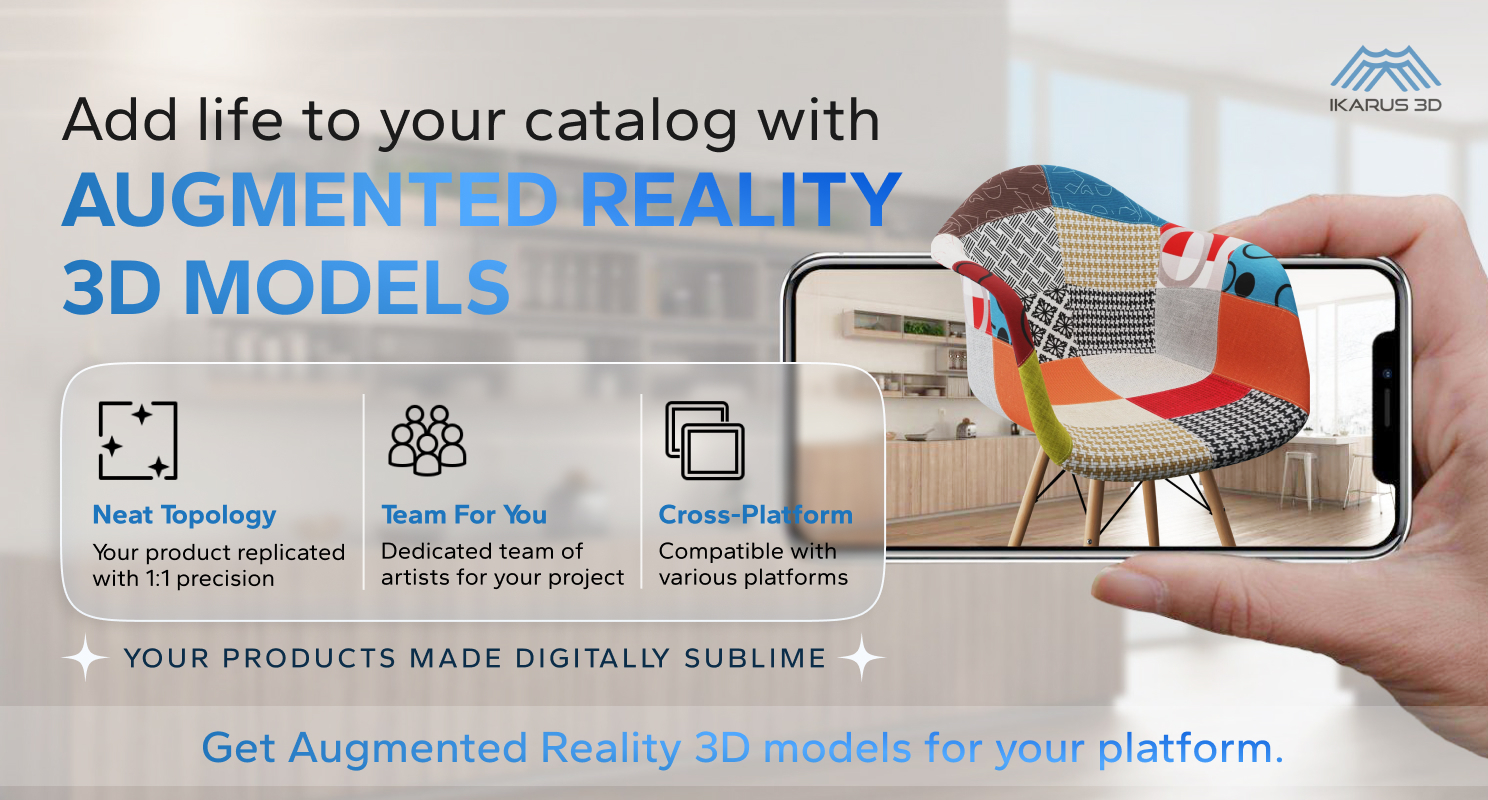 IKARUS 3D
Add life to your catalog with
AUGMENTED REALITY
3D MODELS
Neat Topology
Your product replicated
with 1:1 precision
Team For You
Dedicated team of
artists for your project
Cross-Platform
Compatible with
various platforms
YOUR PRODUCTS MADE DIGITALLY SUBLIME
Get Augmented Reality 3D models for your platform.